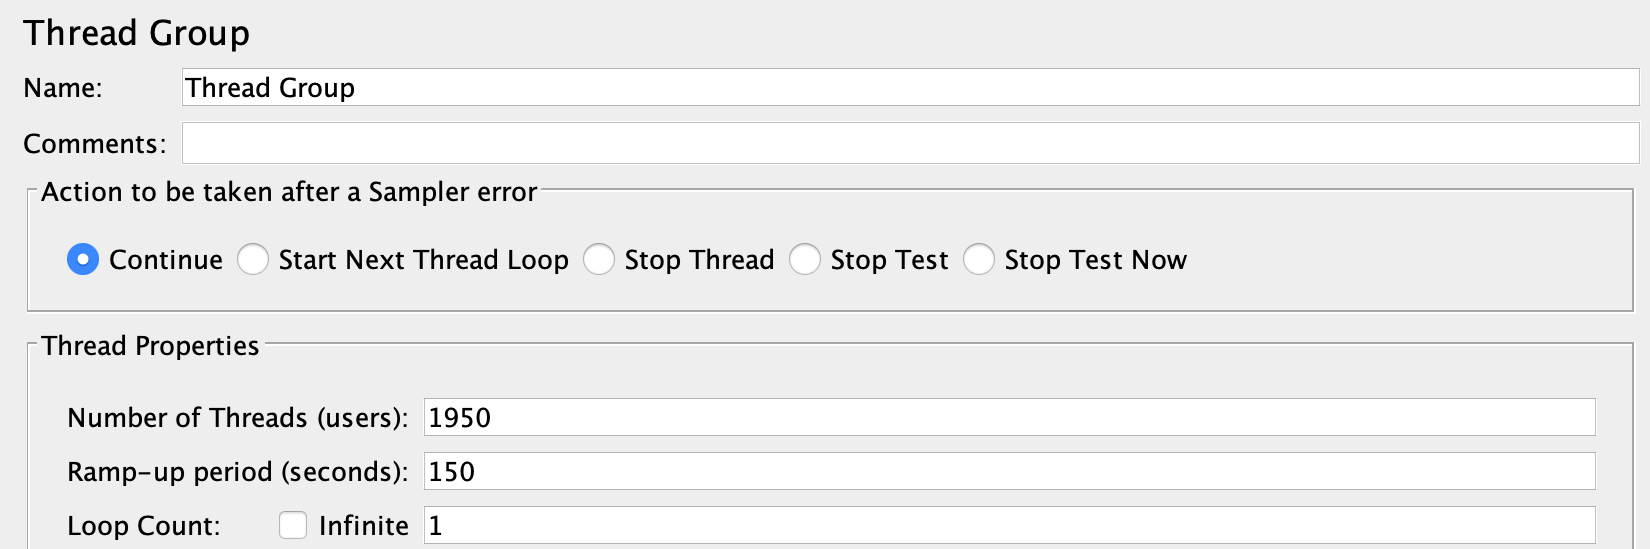 Thread Group
Name: Thread Group
Comments:
Action to be taken after a Sampler error
Continue Start Next Thread Loop Stop Thread Stop Test Stop Test Now
Thread Properties
Number of Threads (users): 1950
Ramp-up period (seconds): 150
Loop Count: Infinite 1